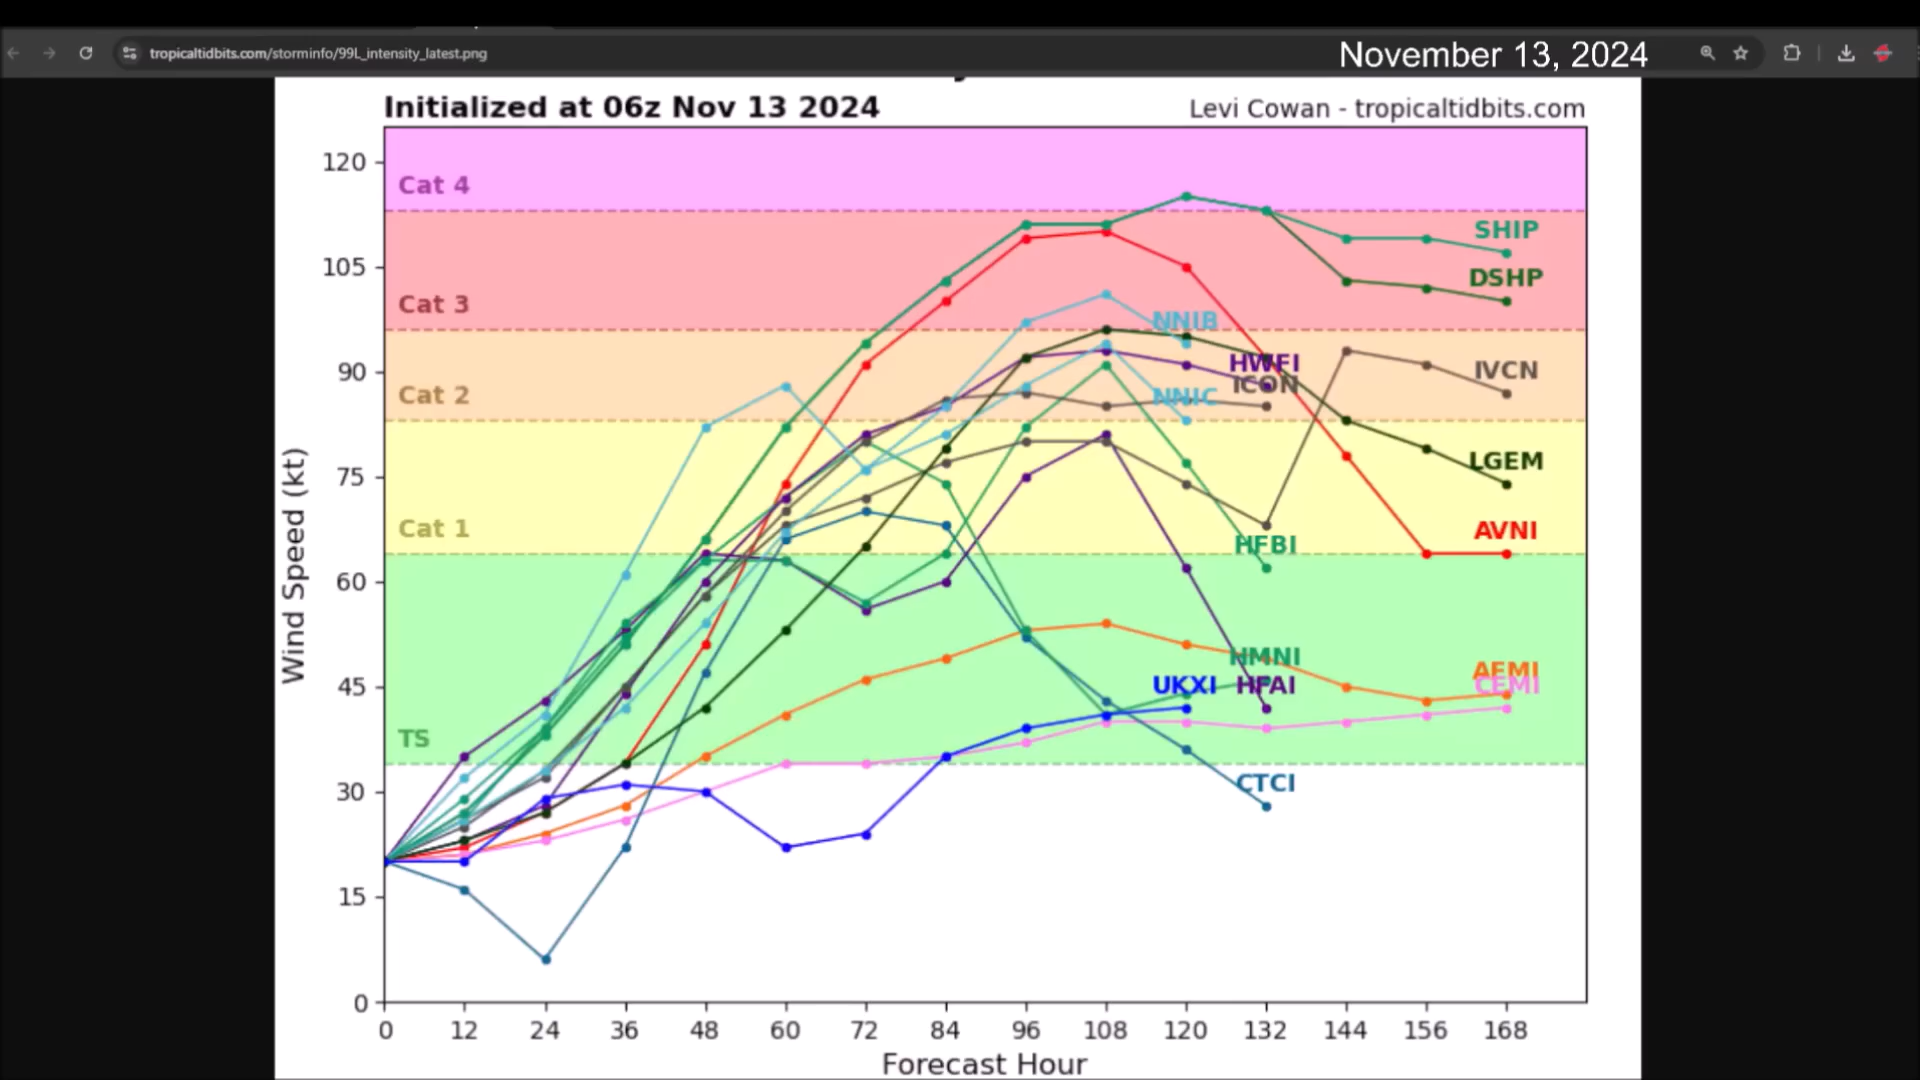 tropicaltidbits.com/storminfo/99L_intensity_latest.png
November 13, 2024
Initialized at 06z Nov 13 2024
Levi Cowan - tropicaltidbits.com
120
Cat 4
SHIP
105
DSHP
Cat 3
NNIB
90
HWFI
IVCN
ICON
Cat 2
NNIC
75
LGEM
Cat 1
AVNI
HFBI
60
HMNI
AEMI
45
UKXI
HFAI
CEMI
TS
30
CTCI
15
0
Wind Speed (kt)
0 12 24 36 48 60 72 84 96 108 120 132 144 156 168
Forecast Hour